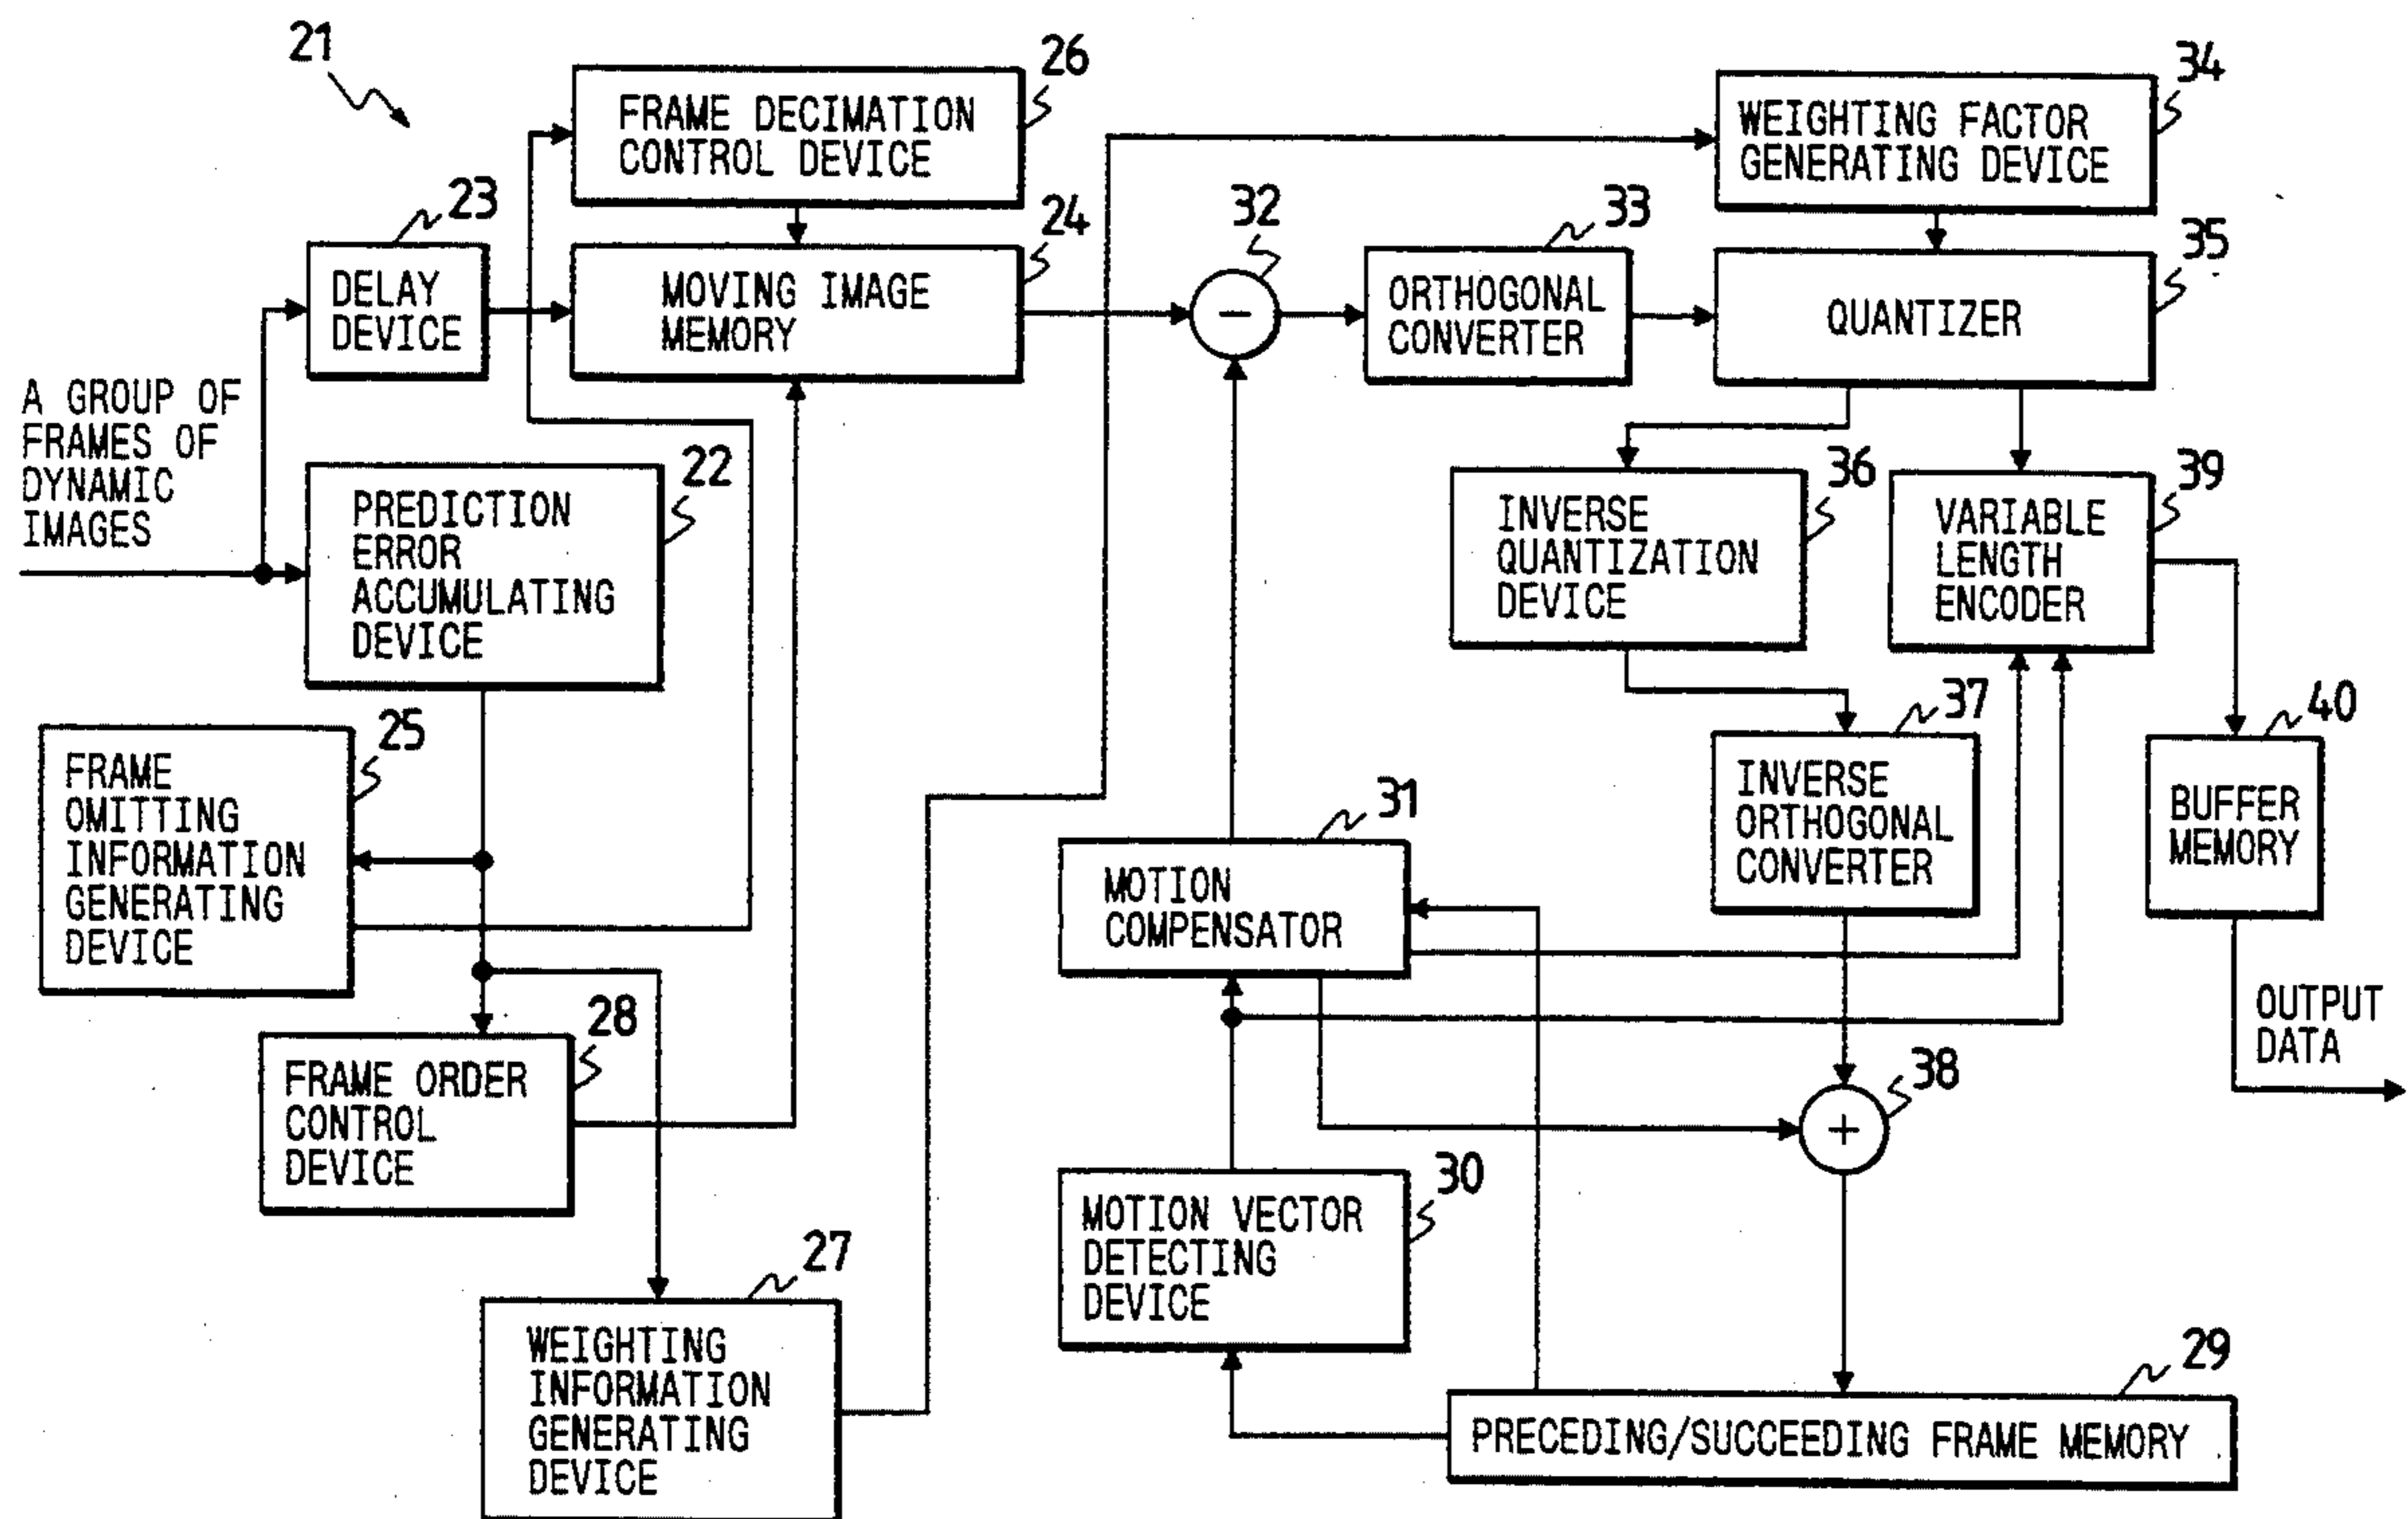 21
26
FRAME DECIMATION
CONTROL DEVICE
34
WEIGHTING FACTOR
GENERATING DEVICE
23
DELAY
DEVICE
24
MOVING IMAGE
MEMORY
32
−
33
ORTHOGONAL
CONVERTER
35
QUANTIZER
A GROUP OF
FRAMES OF
DYNAMIC
IMAGES
22
PREDICTION
ERROR
ACCUMULATING
DEVICE
36
INVERSE
QUANTIZATION
DEVICE
39
VARIABLE
LENGTH
ENCODER
25
FRAME
OMITTING
INFORMATION
GENERATING
DEVICE
31
MOTION
COMPENSATOR
37
INVERSE
ORTHOGONAL
CONVERTER
40
BUFFER
MEMORY
OUTPUT
DATA
28
FRAME ORDER
CONTROL
DEVICE
38
+
30
MOTION VECTOR
DETECTING
DEVICE
27
WEIGHTING
INFORMATION
GENERATING
DEVICE
29
PRECEDING/SUCCEEDING FRAME MEMORY